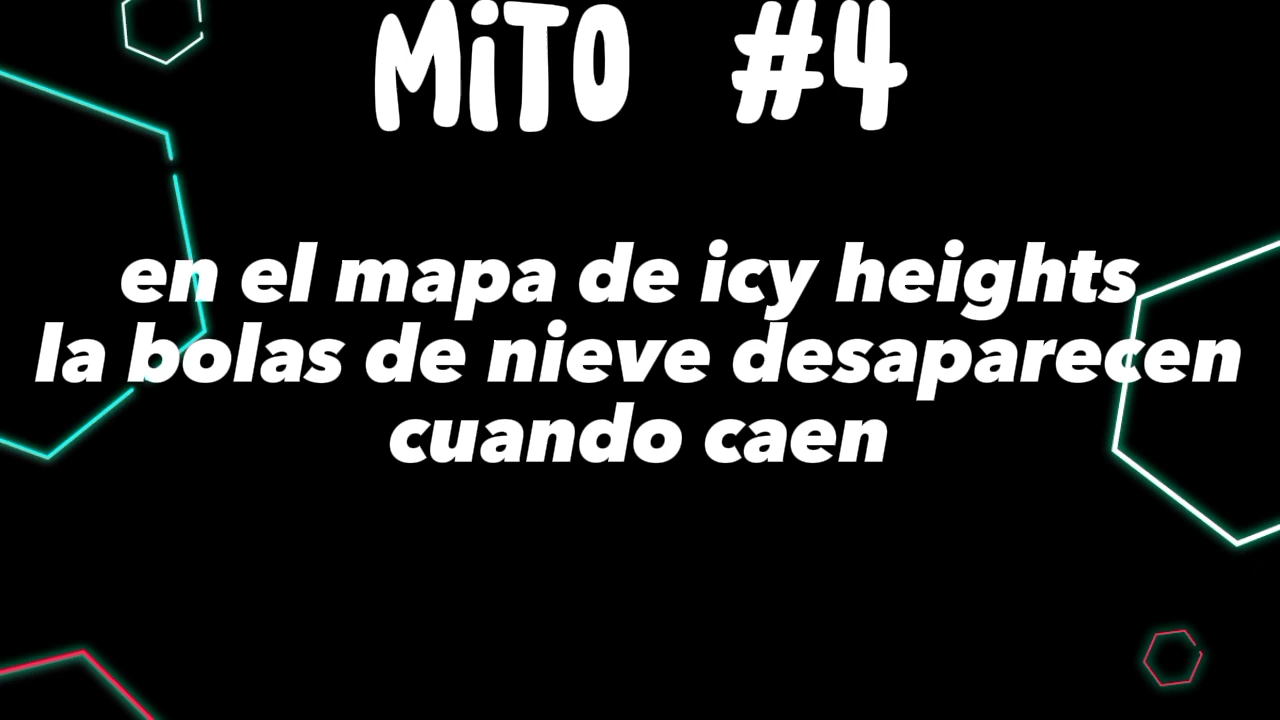 MiTO #4
en el mapa de icy heights
la bolas de nieve desaparecen
cuando caen